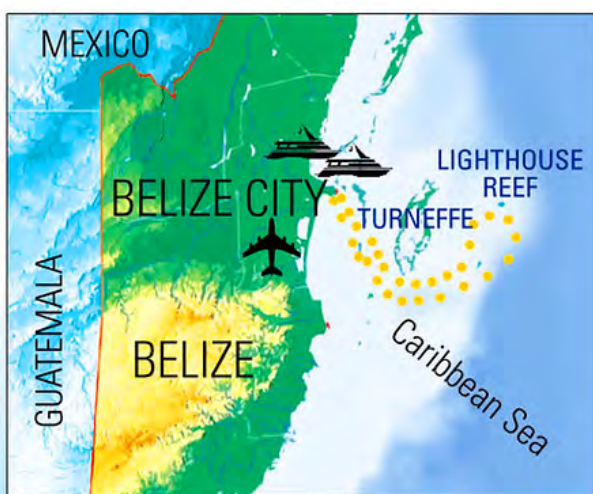 MEXICO
LIGHTHOUSE
REEF
BELIZE CITY
TURNEFFE
GUATEMALA
BELIZE
Caribbean Sea